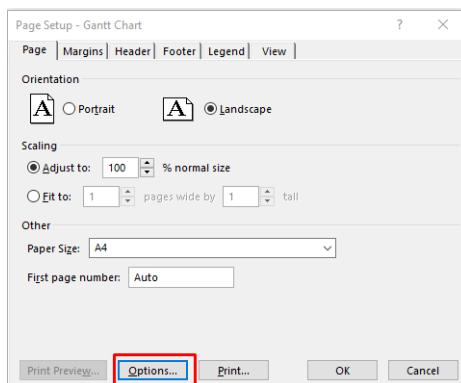 Page Setup - Gantt Chart ? ×
Page Margins Header Footer Legend View
Orientation
A Portrait A Landscape
Scaling
Adjust to: 100 % normal size
Fit to: 1 pages wide by 1 tall
Other
Paper Size: A4
First page number: Auto
Print Preview... Options... Print... OK Cancel